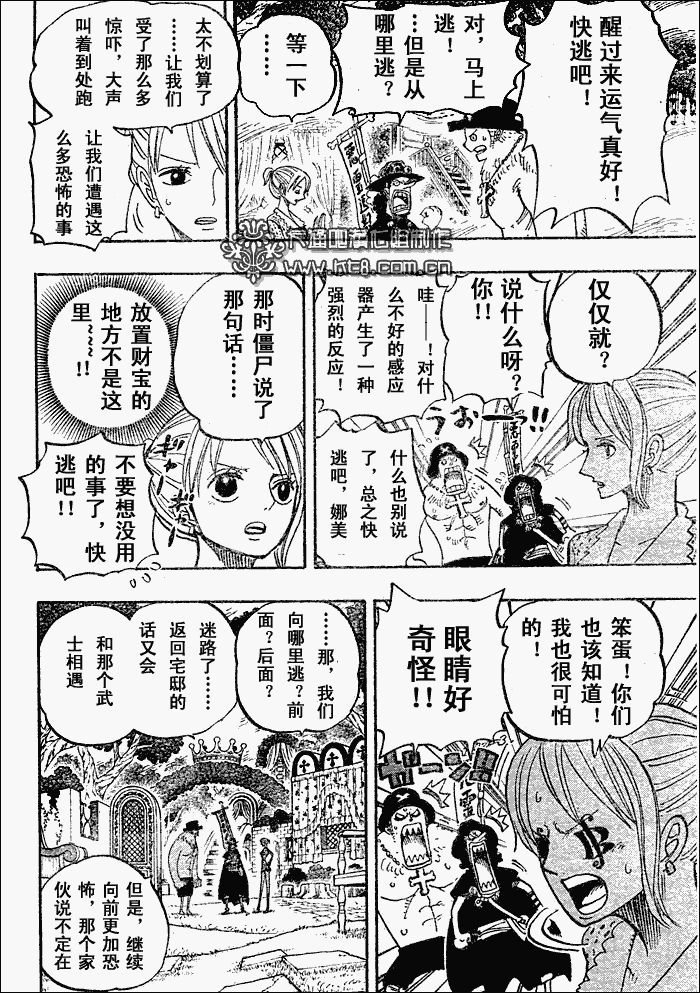 醒过来运气真好！
快逃吧！
对，马上
逃！
…但是从
哪里逃？
等一下
……
太不划算了
……让我们
受了那么多
惊吓，大声
叫着到处跑
让我们遭遇这
么多恐怖的事
www.kt8.com.cn
仅仅就？
说什么呀？
你!!
哇——！对什
么不好的感应
器产生了一种
强烈的反应！
うおーっ!!
什么也别说
了，总之快
逃吧，娜美
那时僵尸说了
那句话……
放置财宝的
地方不是这
里~~~!!
不要想没用
的事了，快
逃吧!!
笨蛋！你们
也该知道！
我也很可怕
的！
眼睛好
奇怪!!
……那，我们
向哪里逃？前
面？后面？
迷路了……
返回宅邸的
话又会
和那个武
士相遇
但是，继续
向前更加恐
怖，那个家
伙说不定在